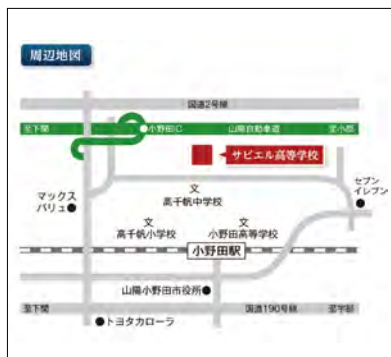 周辺地図
国道2号線
至下関
小野田IC
山陽自動車道
至小郡
サビエル高等学校
セブン
イレブン
マックス
バリュ
文
高千帆中学校
文
高千帆小学校
文
小野田高等学校
小野田駅
山陽小野田市役所
至下関
国道190号線
至宇部
トヨタカローラ